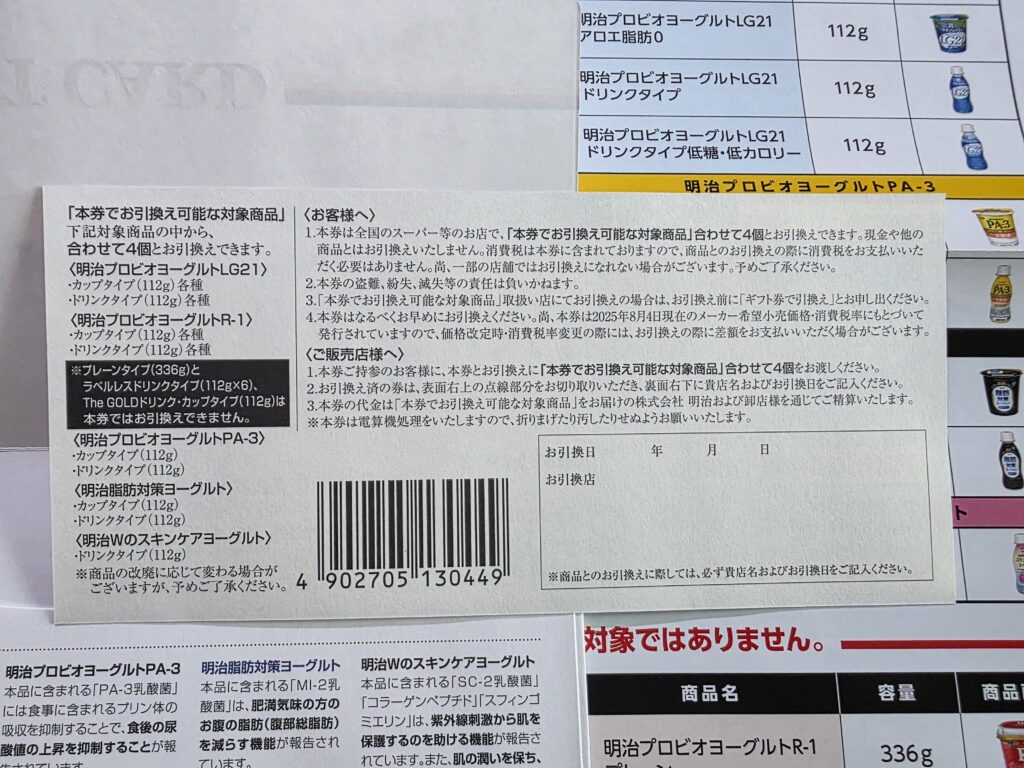 T CARD
明治プロビオヨーグルトLG21
アロエ脂肪0
112g
明治プロビオヨーグルトLG21
ドリンクタイプ
112g
明治プロビオヨーグルトLG21
ドリンクタイプ低糖・低カロリー
112g
明治プロビオヨーグルトPA-3
「本券でお引換え可能な対象商品」
下記対象商品の中から、
合わせて4個とお引換えできます。
〈明治プロビオヨーグルトLG21〉
・カップタイプ(112g)各種
・ドリンクタイプ(112g)各種
〈明治プロビオヨーグルトR-1〉
・カップタイプ(112g)各種
・ドリンクタイプ(112g)各種
※プレーンタイプ(336g)と
ラベルレスドリンクタイプ(112g×6)、
The GOLDドリンク・カップタイプ(112g)は
本券ではお引換えできません。
〈明治プロビオヨーグルトPA-3〉
・カップタイプ(112g)
・ドリンクタイプ(112g)
〈明治脂肪対策ヨーグルト〉
・カップタイプ(112g)
・ドリンクタイプ(112g)
〈明治Wのスキンケアヨーグルト〉
・ドリンクタイプ(112g)
※商品の改廃に応じて変わる場合が
ございますが、予めご了承ください。
〈お客様へ〉
1.本券は全国のスーパー等のお店で、「本券でお引換え可能な対象商品」合わせて4個とお引換えできます。現金や他の
商品とはお引換えいたしません。消費税は本券に含まれておりますので、商品とのお引換えの際に消費税をお支払いいた
だく必要はありません。尚、一部の店舗ではお引換えになれない場合がございます。予めご了承ください。
2.本券の盗難、紛失、滅失等の責任は負いかねます。
3.「本券でお引換え可能な対象商品」取扱い店にてお引換えの場合は、お引換え前に「ギフト券で引換え」とお申し出ください。
4.本券はなるべくお早めにお引換えください。尚、本券は2025年8月4日現在のメーカー希望小売価格・消費税率にもとづいて
発行されていますので、価格改定時・消費税率変更の際には、お引換えの際に差額をお支払いいただく場合がございます。
〈ご販売店様へ〉
1.本券ご持参のお客様に、本券とお引換えに「本券でお引換え可能な対象商品」合わせて4個をお渡しください。
2.お引換え済の券は、表面右上の点線部分をお切り取りいただき、裏面右下に貴店名およびお引換日をご記入ください。
3.本券の代金は「本券でお引換え可能な対象商品」をお届けの株式会社 明治および卸店様を通じてご精算いたします。
※本券は電算機処理をいたしますので、折りまげたり汚したりせぬようお願いいたします。
お引換日 年 月 日
お引換店
※商品とのお引換えに際しては、必ず貴店名およびお引換日をご記入ください。
4 902705 130449
ト
対象ではありません。
商品名 容量 商品
明治プロビオヨーグルトR-1
336g
明治プロビオヨーグルトPA-3
本品に含まれる「PA-3乳酸菌」
には食事に含まれるプリン体の
吸収を抑制することで、食後の尿
酸値の上昇を抑制することが報
告されています。
明治脂肪対策ヨーグルト
本品に含まれる「MI-2乳
酸菌」は、肥満気味の方の
お腹の脂肪(腹部総脂肪)
を減らす機能が報告され
ています。
明治Wのスキンケアヨーグルト
本品に含まれる「SC-2乳酸菌」
「コラーゲンペプチド」「スフィンゴ
ミエリン」は、紫外線刺激から肌を
保護するのを助ける機能が報告さ
れています。また、肌の潤いを保ち、